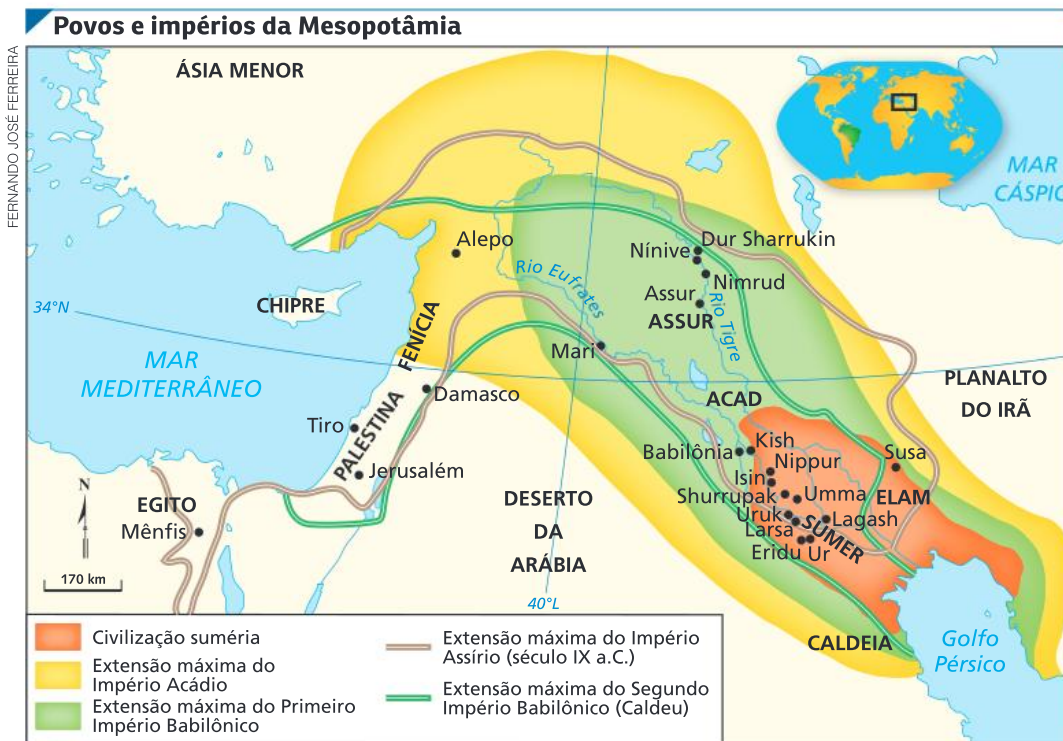 Povos e impérios da Mesopotâmia
FERNANDO JOSÉ FERREIRA
ÁSIA MENOR
MAR
CÁSPIO
Alepo
Dur Sharrukin
Nínive
Nimrud
Rio Eufrates
Assur
ASSUR
Rio Tigre
CHIPRE
34°N
FENÍCIA
Mari
MAR
MEDITERRÂNEO
PLANALTO
DO IRÃ
Damasco
ACAD
PALESTINA
Tiro
Babilônia
Kish
Nippur
Susa
Jerusalém
Isin
Shurrupak
Umma
ELAM
N
EGITO
Mênfis
DESERTO
DA
ARÁBIA
Uruk
Lagash
Larsa
SUMÉR
Eridu
Ur
170 km
40°L
CALDEIA
Golfo
Pérsico
Civilização suméria
Extensão máxima do
Império Acádio
Extensão máxima do Primeiro
Império Babilônico
Extensão máxima do Império
Assírio (século IX a.C.)
Extensão máxima do Segundo
Império Babilônico (Caldeu)